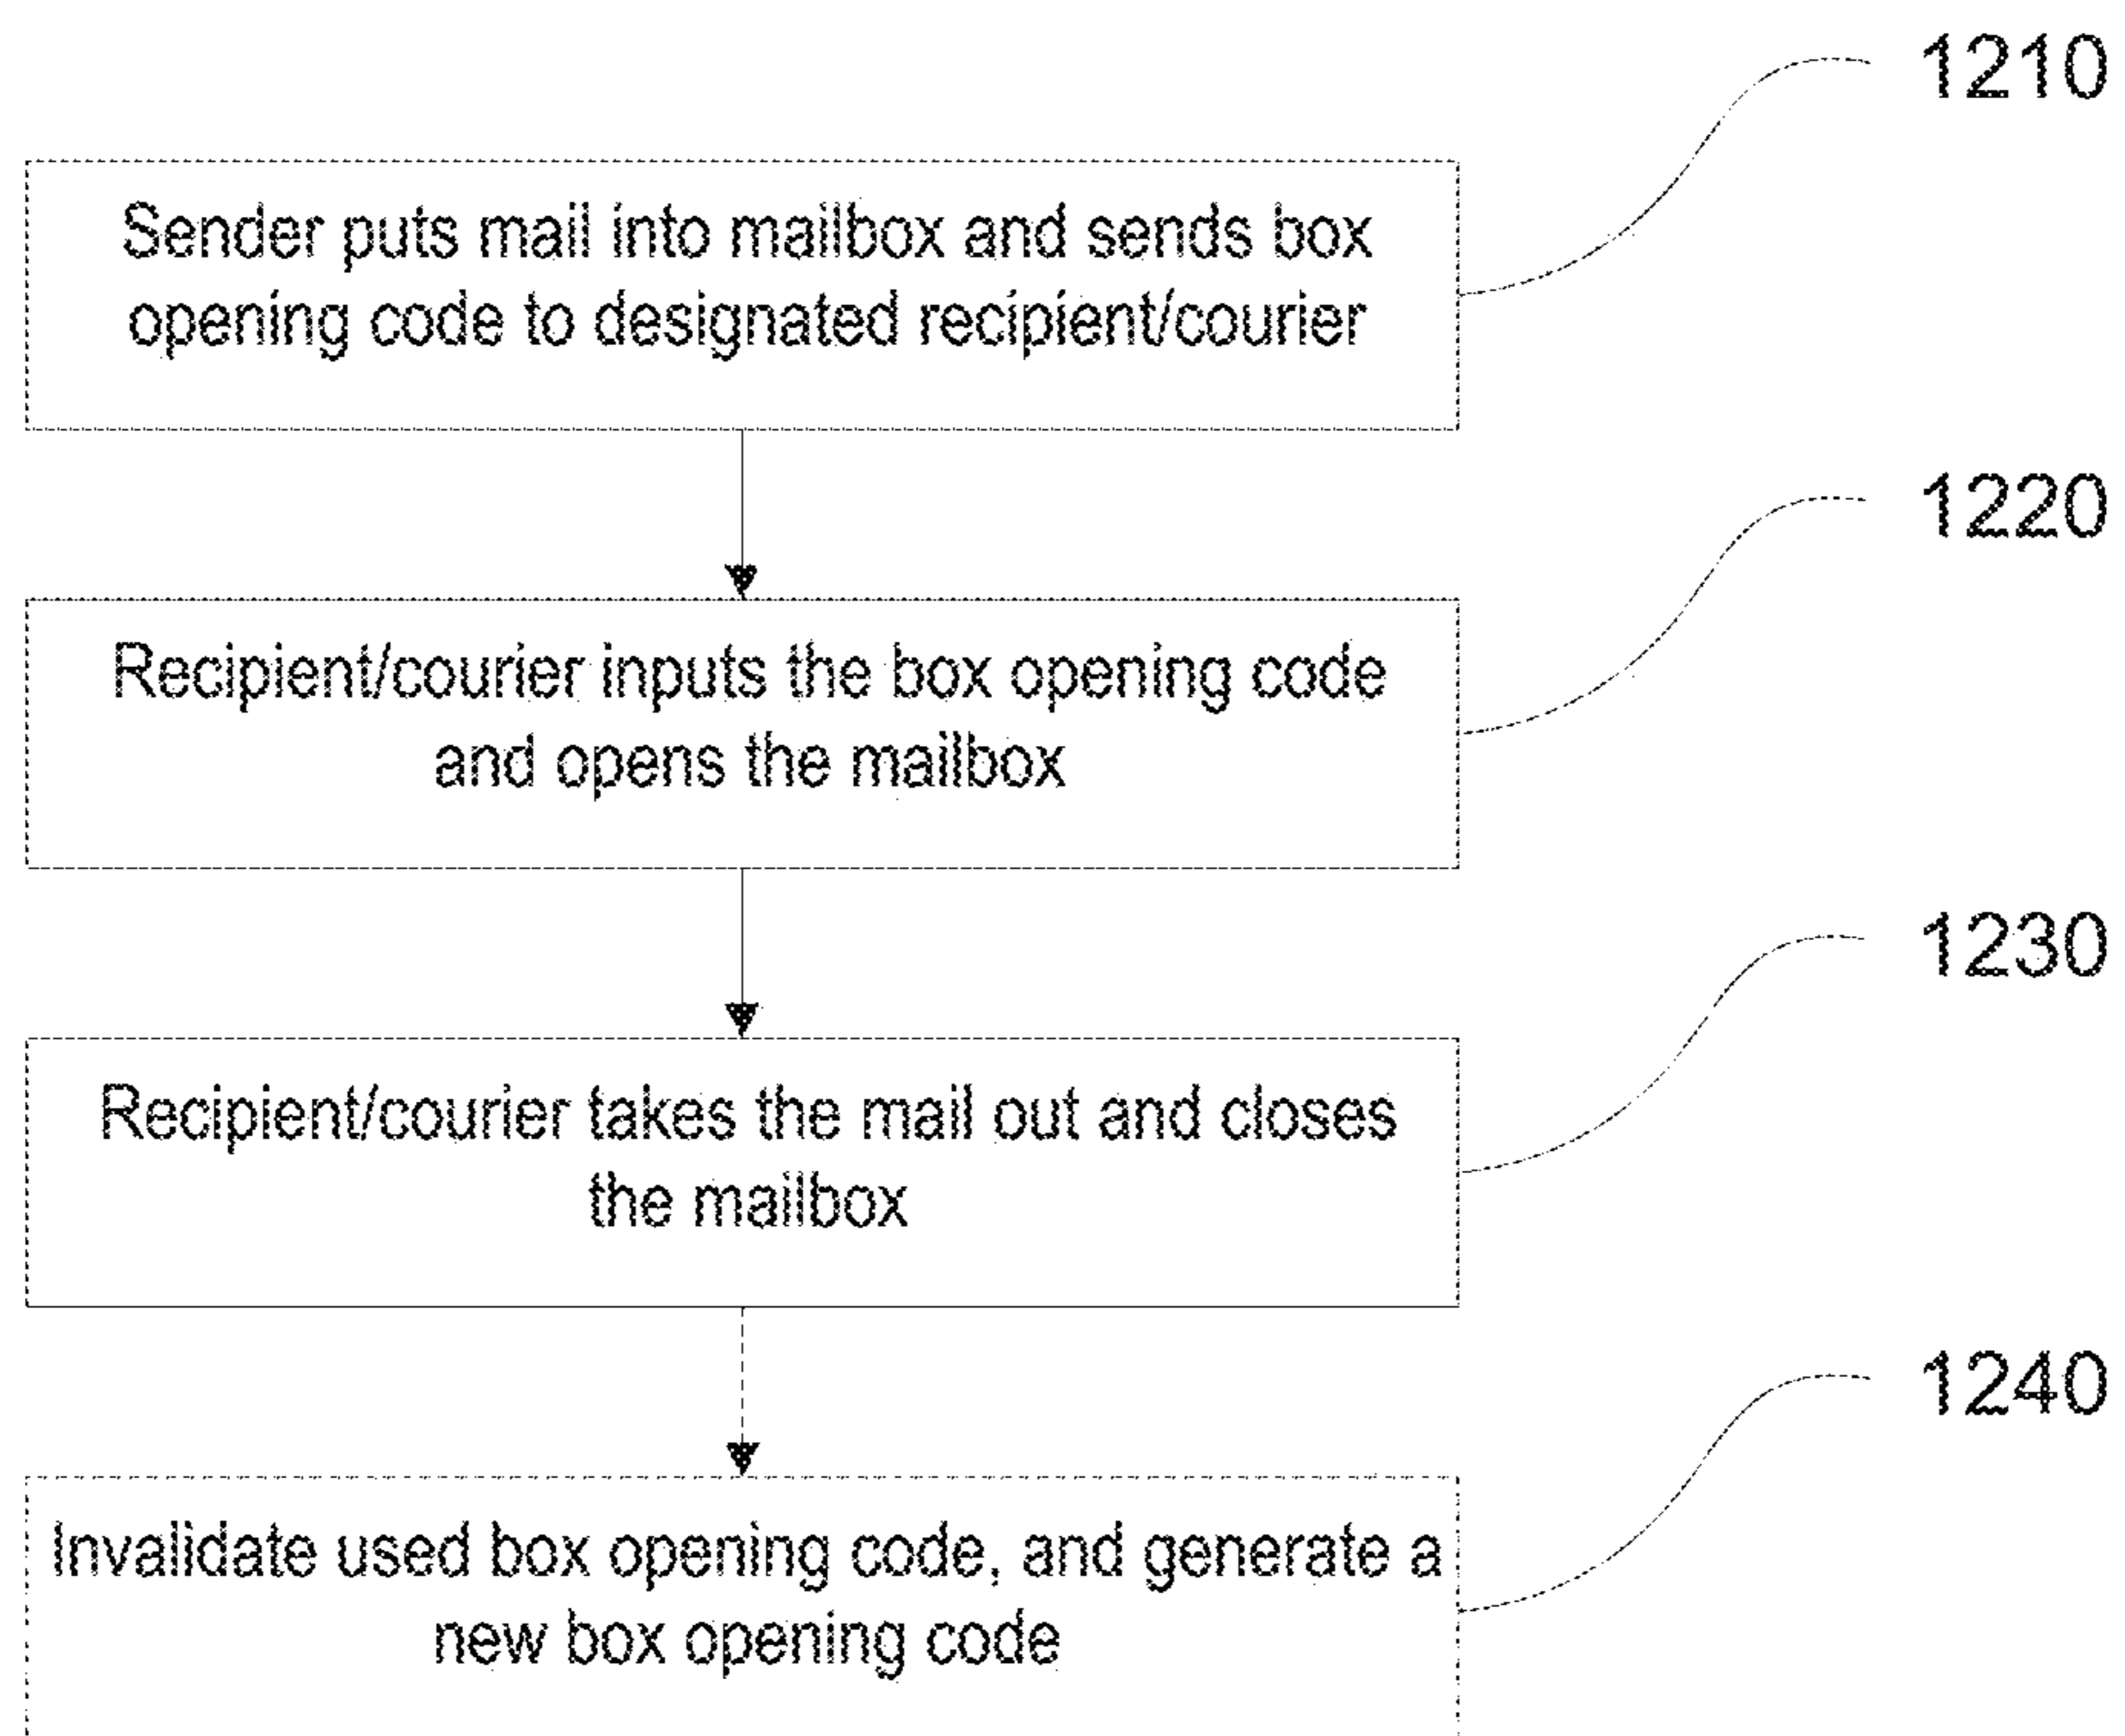 1210
Sender puts mail into mailbox and sends box
opening code to designated recipient/courier
1220
Recipient/courier inputs the box opening code
and opens the mailbox
1230
Recipient/courier takes the mail out and closes
the mailbox
1240
Invalidate used box opening code, and generate a
new box opening code